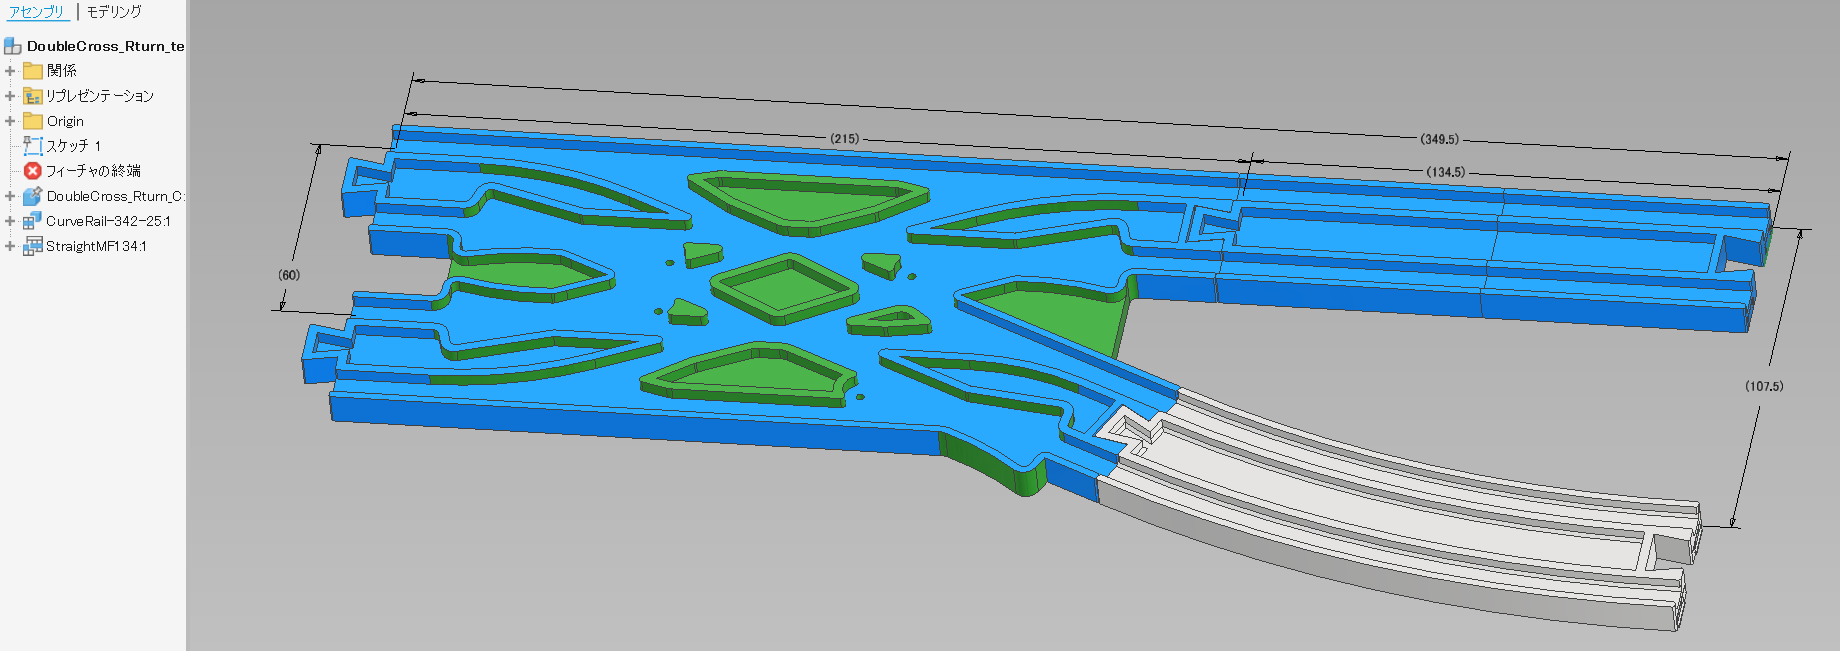 アセンブリ | モデリング
DoubleCross_Rturn_te
関係
リプレゼンテーション
Origin
スケッチ 1
フィーチャの終端
DoubleCross_Rturn_C:
CurveRail-342-25:1
StraightMF134:1
(349.5)
(215)
(134.5)
(60)
(107.5)